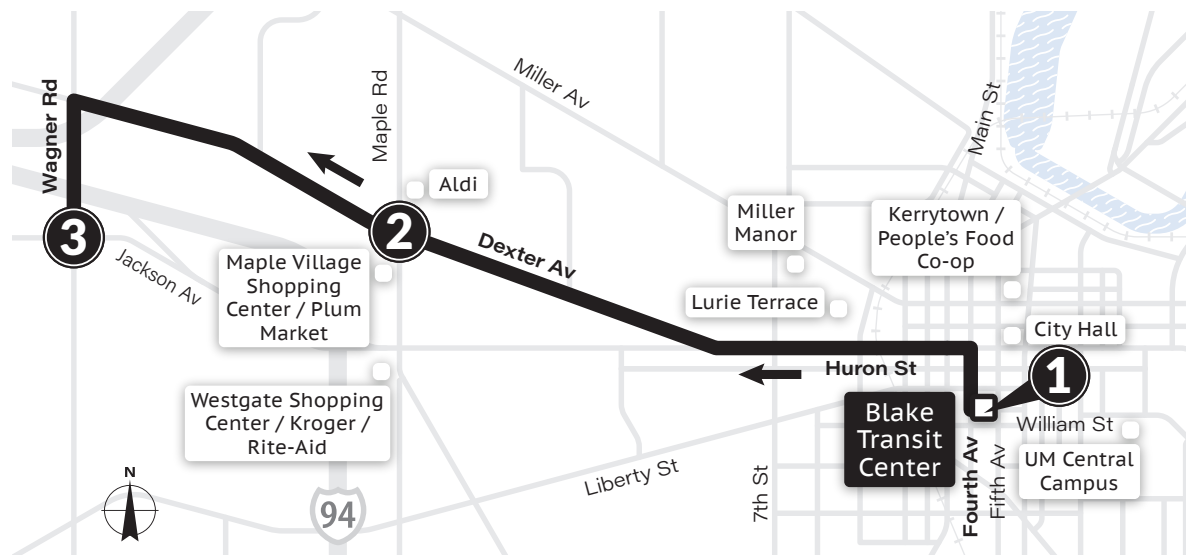 Wagner Rd
Maple Rd
Miller Av
Main St
Aldi
3
2
Jackson Av
Dexter Av
Miller
Manor
Kerrytown /
People's Food
Co-op
Maple Village
Shopping
Center / Plum
Market
Lurie Terrace
City Hall
Huron St
1
Westgate Shopping
Center / Kroger /
Rite-Aid
Blake
Transit
Center
William St
UM Central
Campus
Liberty St
7th St
Fourth Av
Fifth Av
N
94